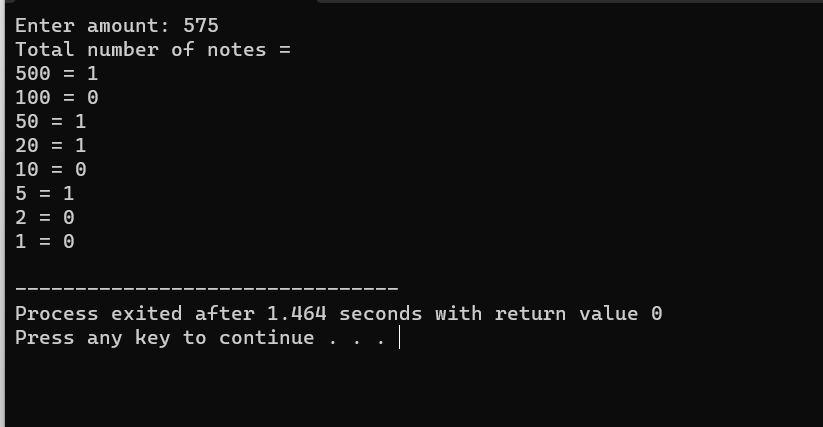 Enter amount: 575
Total number of notes =
500 = 1
100 = 0
50 = 1
20 = 1
10 = 0
5 = 1
2 = 0
1 = 0
--------------------------------
Process exited after 1.464 seconds with return value 0
Press any key to continue . . .